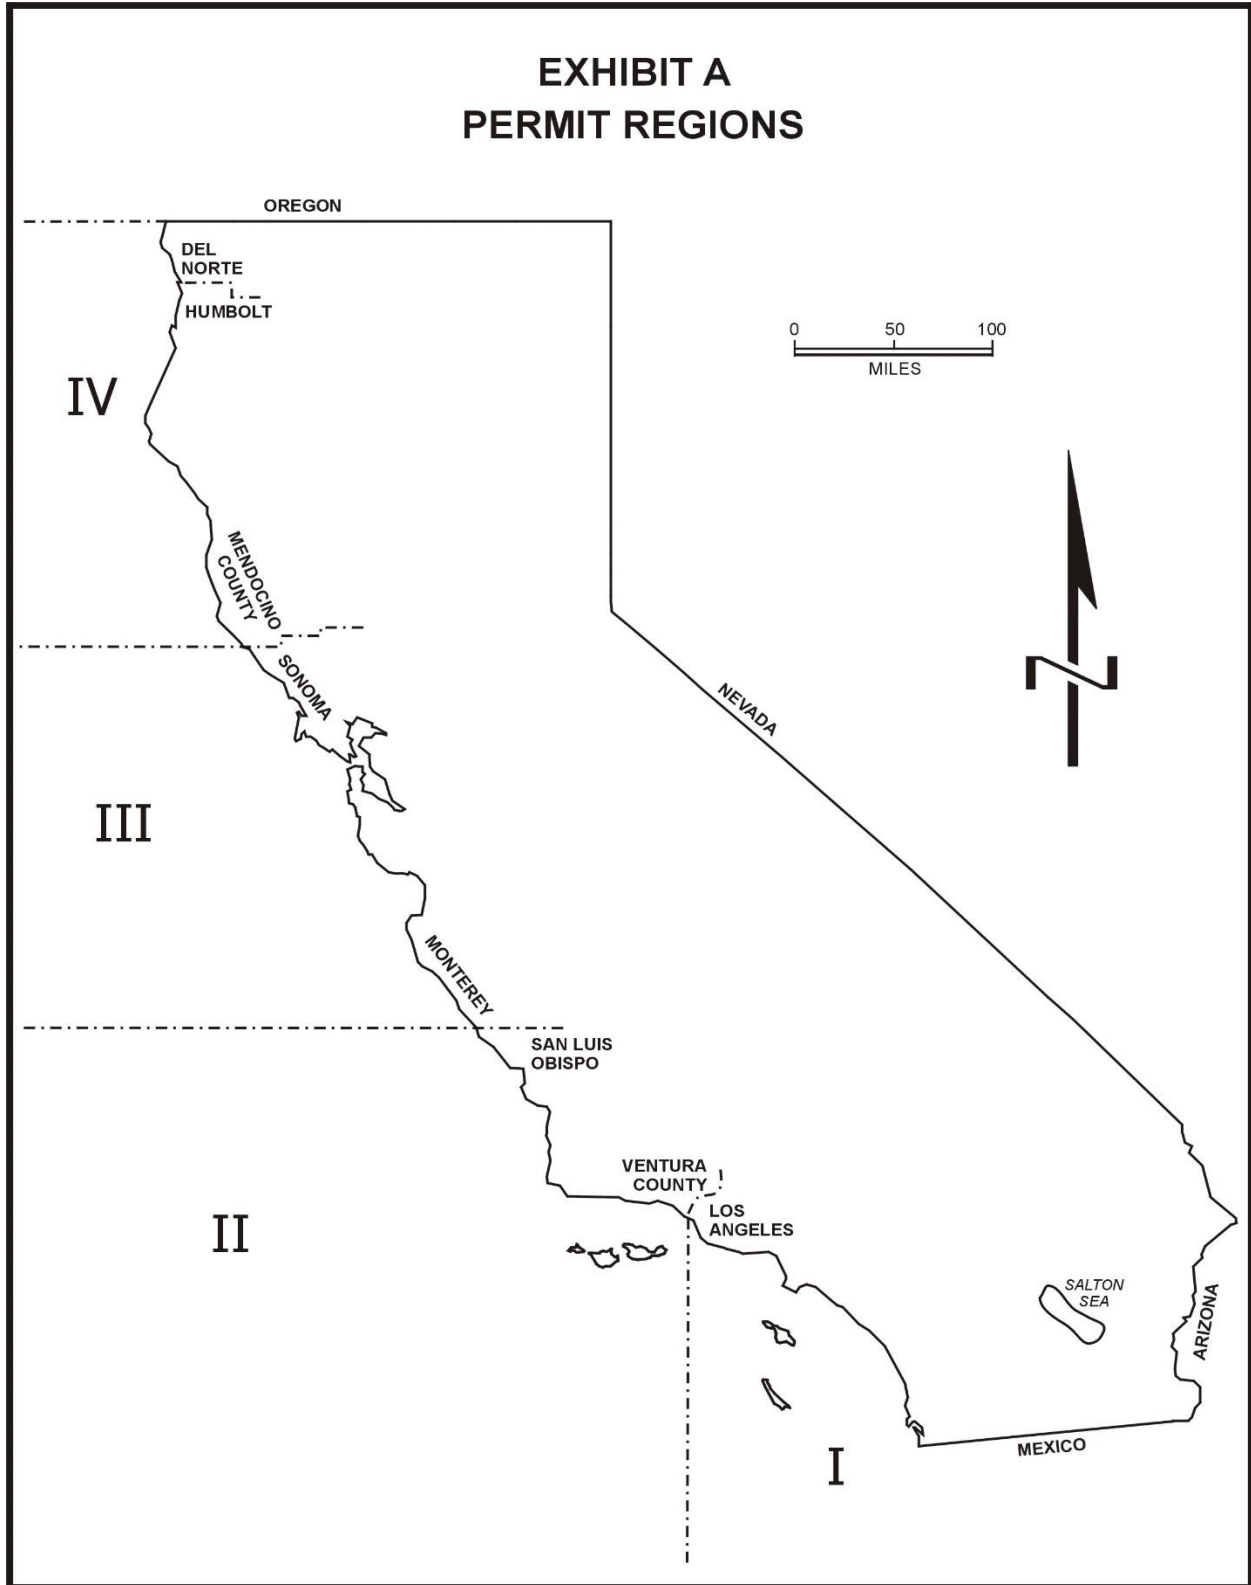 EXHIBIT A
PERMIT REGIONS
OREGON
DEL
NORTE
HUMBOLT
0 50 100
MILES
IV
MENDOCINO
COUNTY
SONOMA
NEVADA
III
MONTEREY
SAN LUIS
OBISPO
VENTURA
COUNTY
LOS
ANGELES
II
SALTON
SEA
ARIZONA
MEXICO
I
N